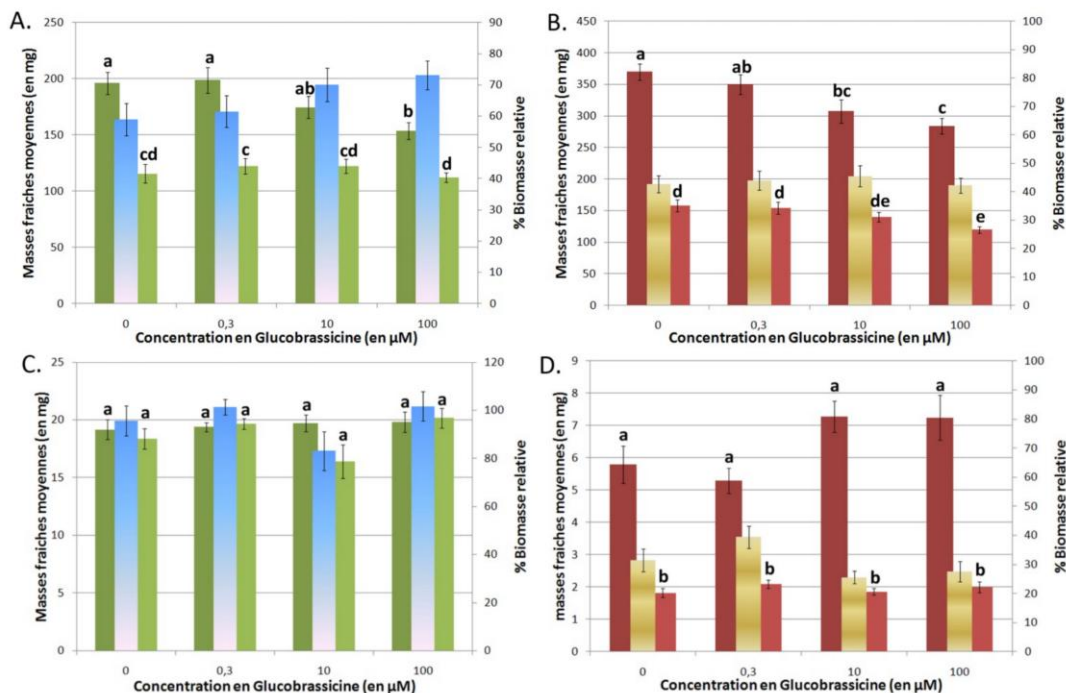 A.
Masses fraiches moyennes (en mg)
250
200
150
100
50
0
a
a
ab
b
cd
c
cd
d
90
80
70
60
50
40
30
20
10
0
% Biomasse relative
0
0,3
10
100
Concentration en Glucobrassicine (en µM)
B.
Masses fraiches moyennes (en mg)
450
400
350
300
250
200
150
100
50
0
a
ab
bc
c
d
d
de
e
100
90
80
70
60
50
40
30
20
10
0
% Biomasse relative
0
0,3
10
100
Concentration en Glucobrassicine (en µM)
C.
Masses fraiches moyennes (en mg)
25
20
15
10
5
0
a
a
a
a
a
a
a
a
120
100
80
60
40
20
0
% Biomasse relative
0
0,3
10
100
Concentration en Glucobrassicine (en µM)
D.
masses fraiches moyennes (en mg)
9
8
7
6
5
4
3
2
1
0
a
a
a
a
b
b
b
b
100
90
80
70
60
50
40
30
20
10
0
% Biomasse relative
0
0,3
10
100
Concentration en Glucobrassicine (en µM)